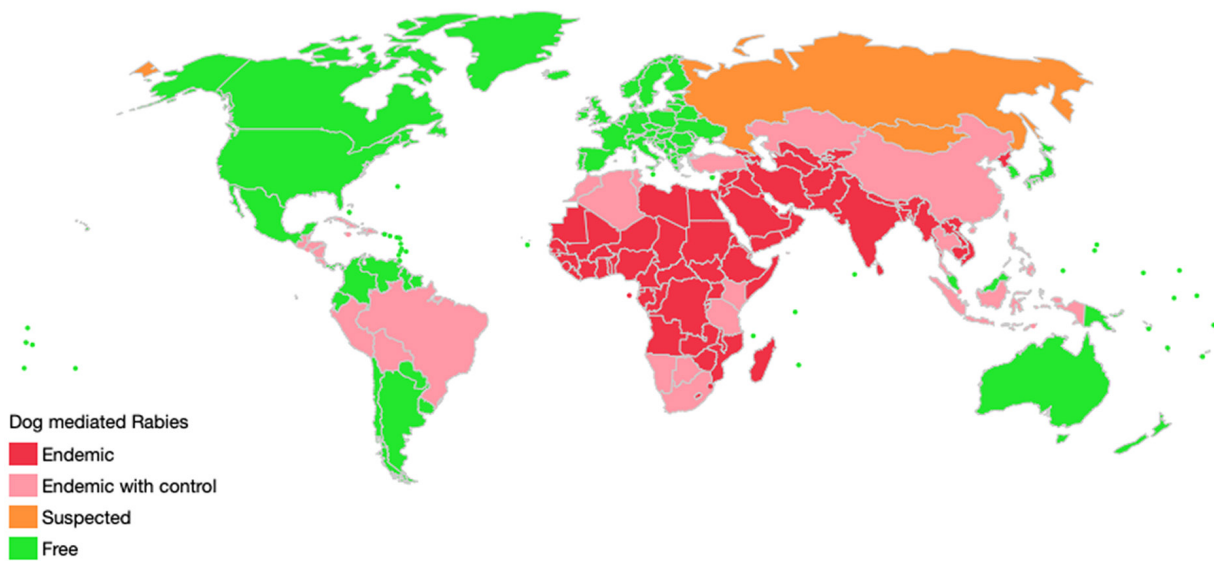 Dog mediated Rabies
Endemic
Endemic with control
Suspected
Free